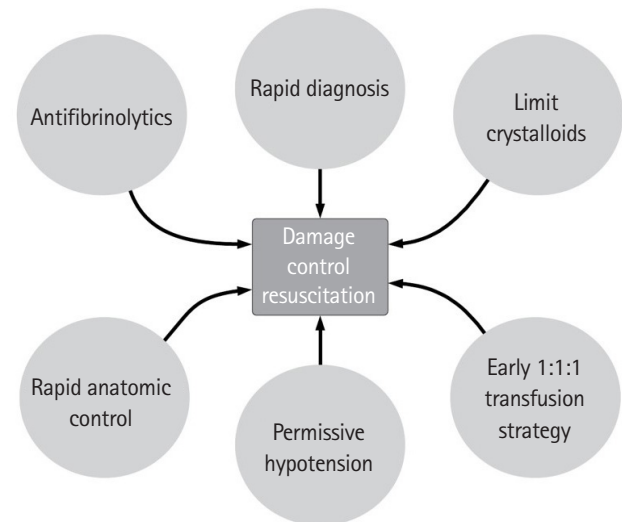 Rapid diagnosis
Antifibrinolytics
Limit
crystalloids
Damage
control
resuscitation
Rapid anatomic
control
Permissive
hypotension
Early 1:1:1
transfusion
strategy